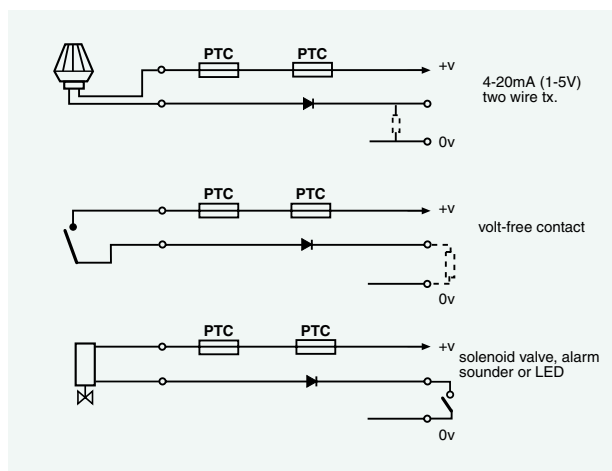 PTC PTC
+v
4-20mA (1-5V)
two wire tx.
0v
PTC PTC
+v
volt-free contact
0v
PTC PTC
+v
solenoid valve, alarm
sounder or LED
0v